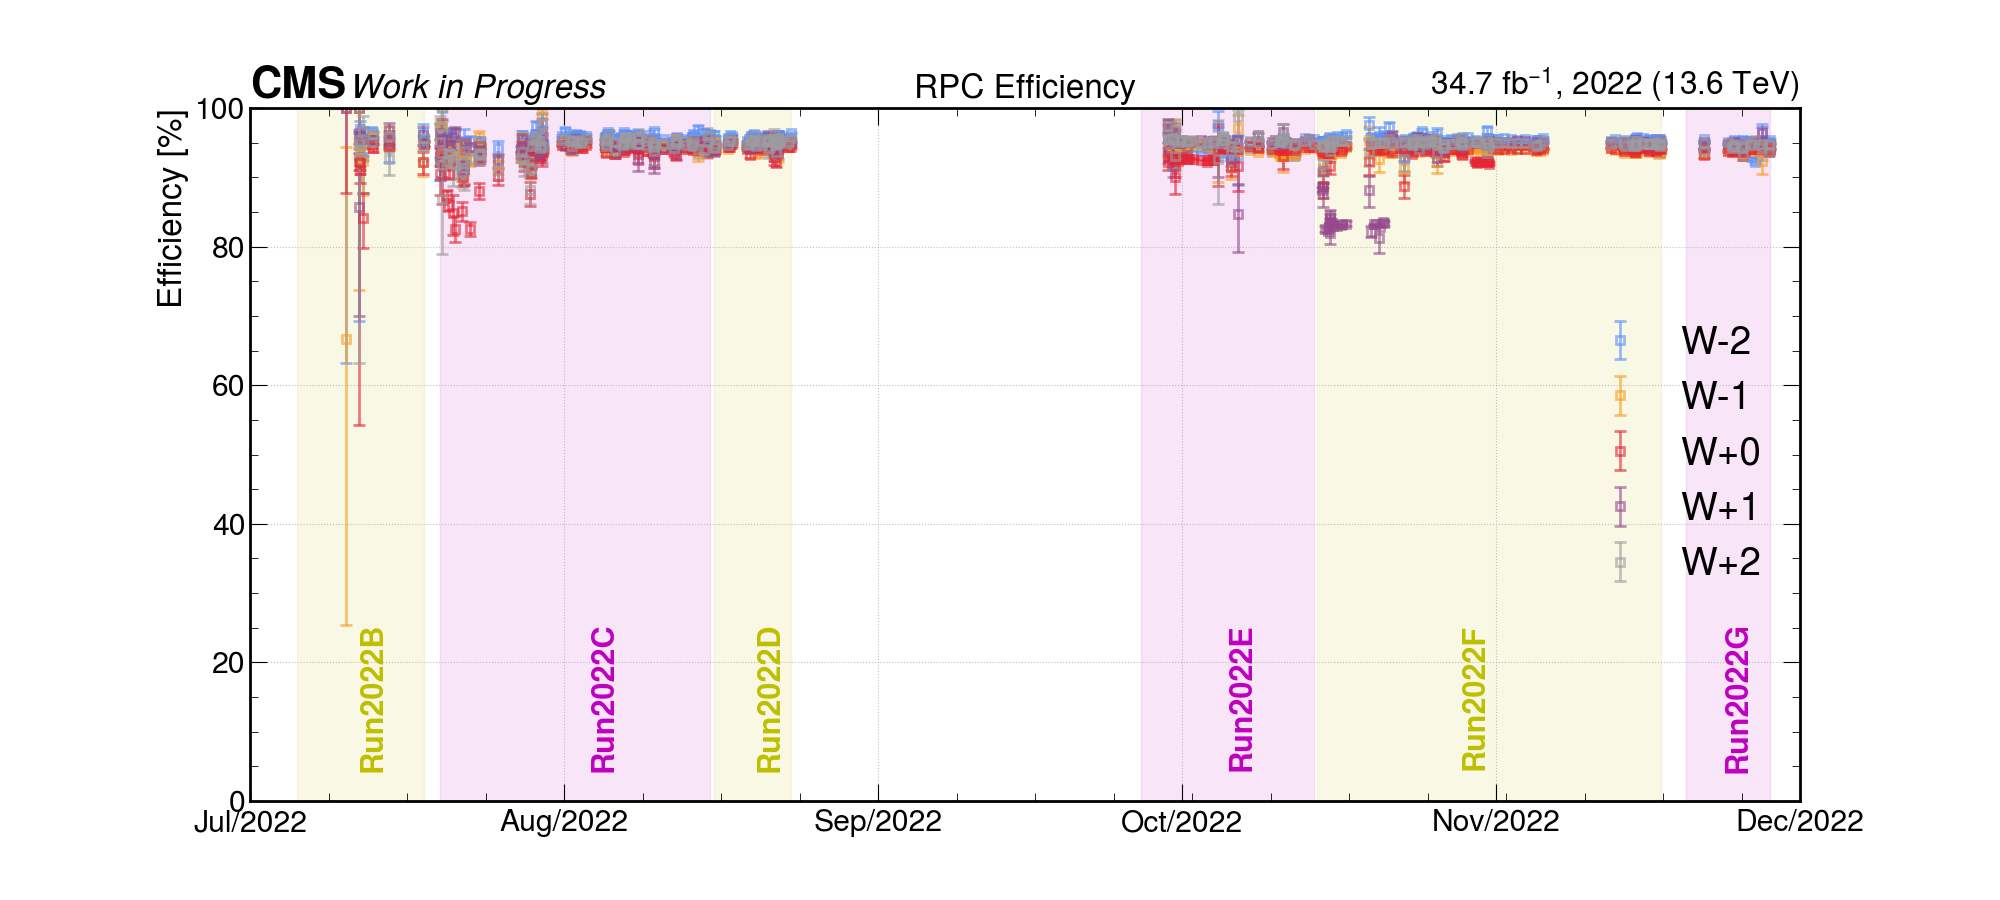 CMS Work in Progress
RPC Efficiency
34.7 fb⁻¹, 2022 (13.6 TeV)
Efficiency [%]
100
80
60
40
20
0
W-2
W-1
W+0
W+1
W+2
Run2022B
Run2022C
Run2022D
Run2022E
Run2022F
Run2022G
Jul/2022
Aug/2022
Sep/2022
Oct/2022
Nov/2022
Dec/2022